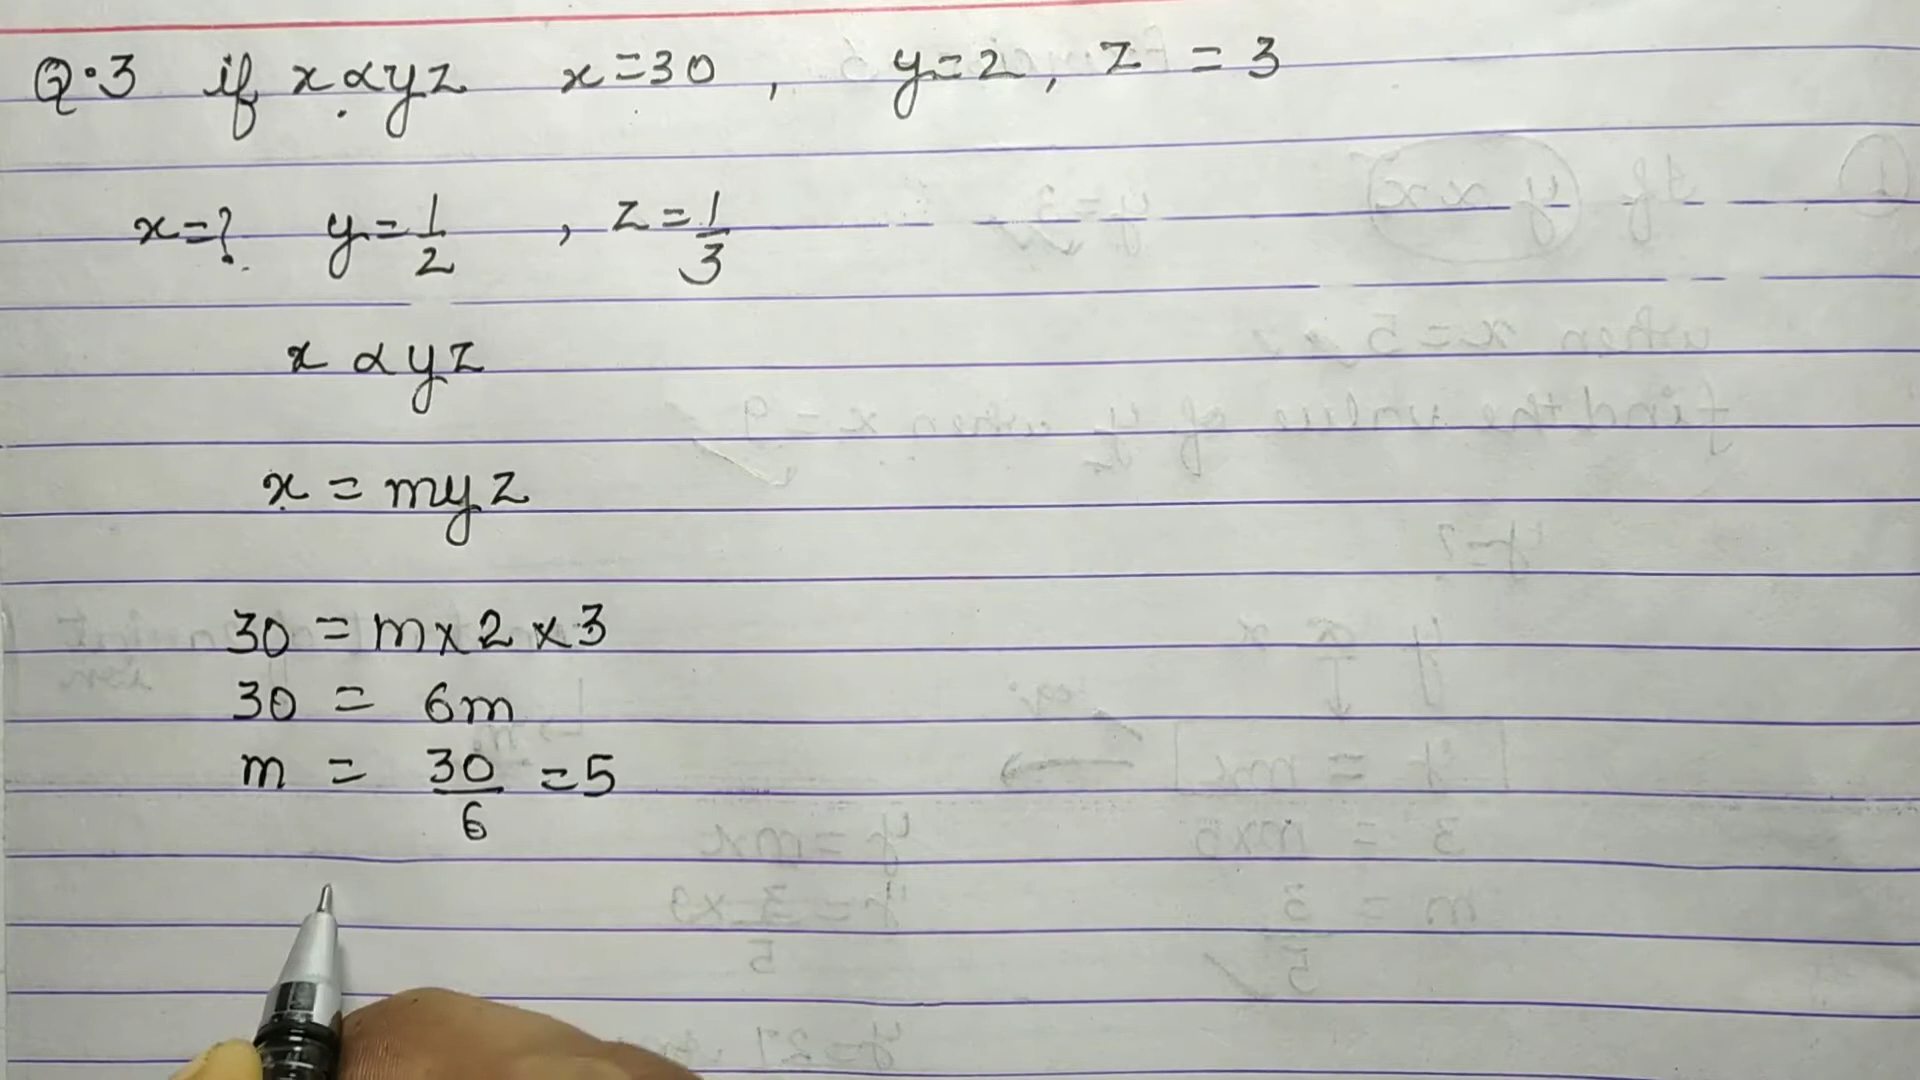 Q.3 if x α yz x=30 , y=2, z = 3
x=? y=1/2 , z=1/3
x α yz
x = myz
30 = m×2×3
30 = 6m
m = 30/6 =5